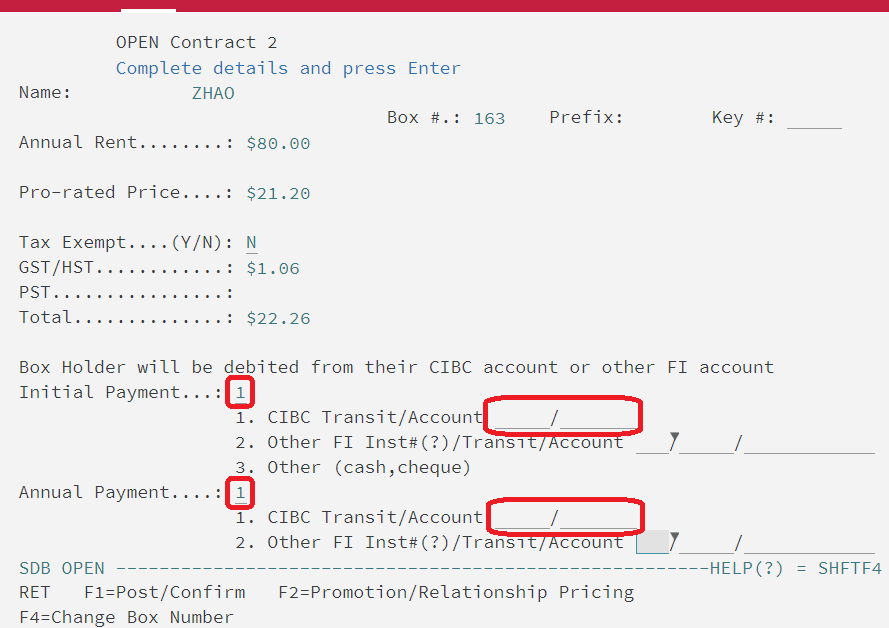 OPEN Contract 2
Complete details and press Enter
Name: ZHAO
Box #.: 163 Prefix: Key #: ______
Annual Rent........: $80.00
Pro-rated Price....: $21.20
Tax Exempt....(Y/N): N
GST/HST............: $1.06
PST................:
Total..............: $22.26
Box Holder will be debited from their CIBC account or other FI account
Initial Payment...: 1
1. CIBC Transit/Account _____/_______
2. Other FI Inst#(?)/Transit/Account ___/_____/____________
3. Other (cash,cheque)
Annual Payment....: 1
1. CIBC Transit/Account _____/_______
2. Other FI Inst#(?)/Transit/Account ___/_____/____________
SDB OPEN -------------------------------------------------------HELP(?) = SHFTF4
RET F1=Post/Confirm F2=Promotion/Relationship Pricing
F4=Change Box Number